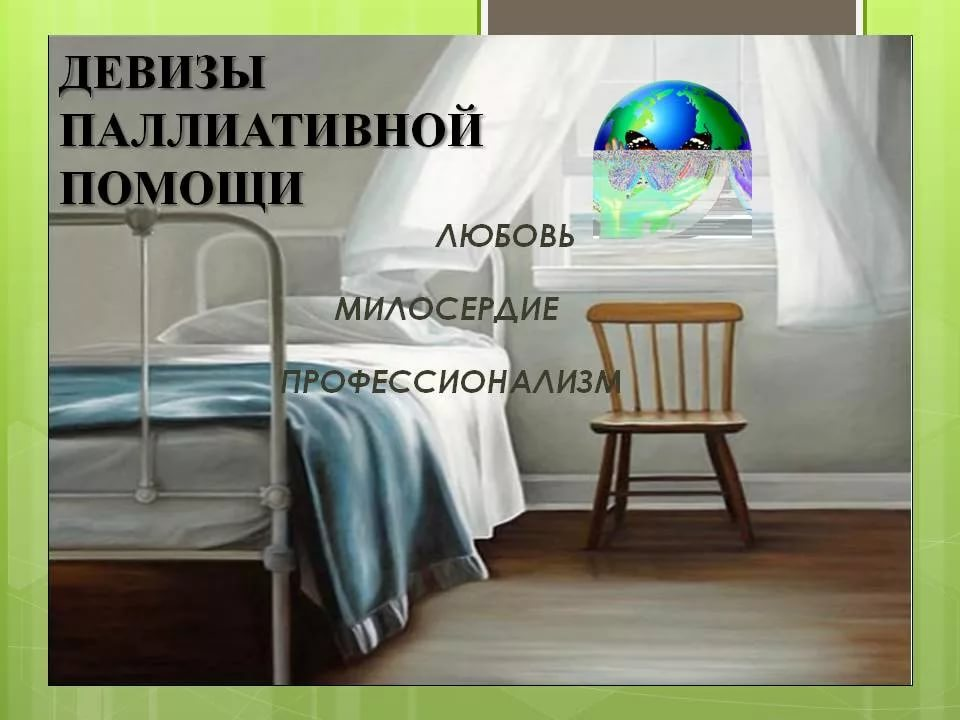 ДЕВИЗЫ
ПАЛЛИАТИВНОЙ
ПОМОЩИ
ЛЮБОВЬ
МИЛОСЕРДИЕ
ПРОФЕССИОНАЛИЗМ